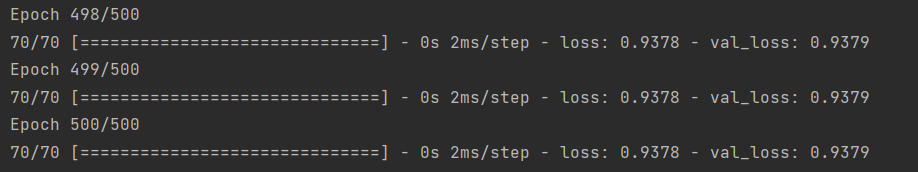 Epoch 498/500
70/70 [==============================] - 0s 2ms/step - loss: 0.9378 - val_loss: 0.9379
Epoch 499/500
70/70 [==============================] - 0s 2ms/step - loss: 0.9378 - val_loss: 0.9379
Epoch 500/500
70/70 [==============================] - 0s 2ms/step - loss: 0.9378 - val_loss: 0.9379